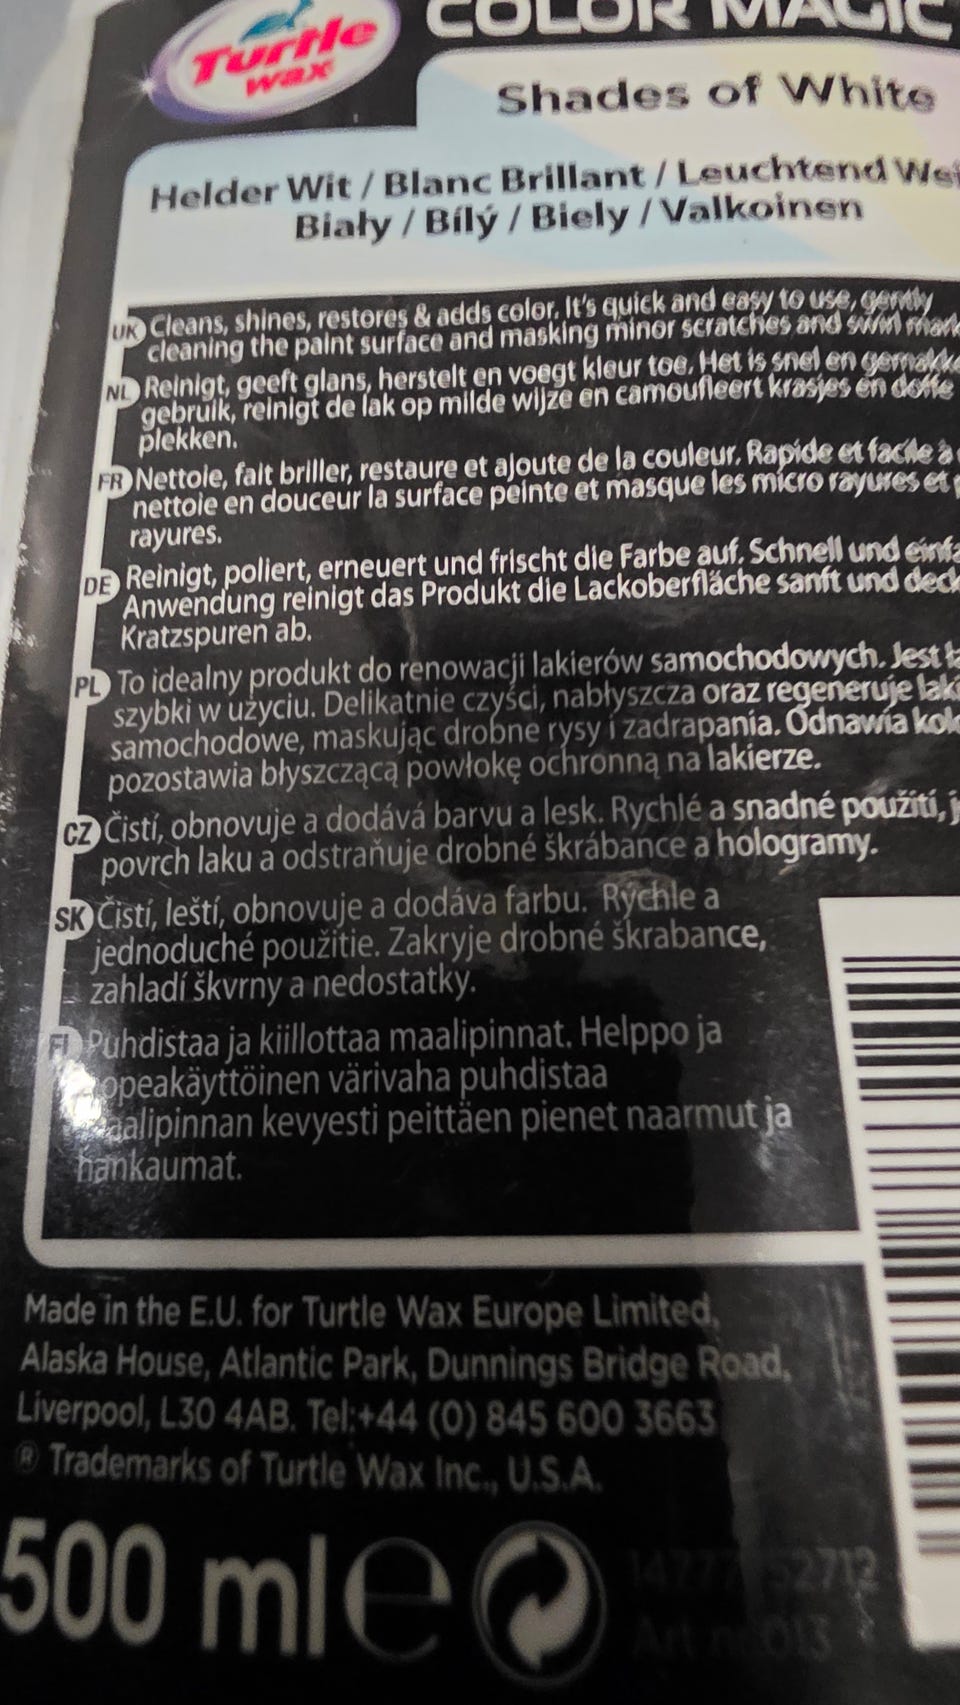 Turtle
wax
COLOR MAGIC
Shades of White
Helder Wit / Blanc Brillant / Leuchtend
Biały / Bílý / Biely / Valkoinen
UK Cleans, shines, restores & adds color. It's quick and easy to use, gently
cleaning the paint surface and masking minor scratches and swirl
NL Reinigt, geeft glans, herstelt en voegt kleur toe. Het is snel en
gebruik, reinigt de lak op milde wijze en camoufleert krasjes en doffe
plekken.
FR Nettoie, fait briller, restaure et ajoute de la couleur. Rapide et facile à
nettoie en douceur la surface peinte et masque les micro rayures et
rayures.
DE Reinigt, poliert, erneuert und frischt die Farbe auf. Schnell und
Anwendung reinigt das Produkt die Lackoberfläche sanft und
Kratzspuren ab.
PL To idealny produkt do renowacji lakierów samochodowych. Jest
szybki w użyciu. Delikatnie czyści, nabłyszcza oraz regeneruje
samochodowe, maskując drobne rysy i zadrapania. Odnawia
pozostawia błyszczącą powłokę ochronną na lakierze.
CZ Čistí, obnovuje a dodává barvu a lesk. Rychlé a snadné použití,
povrch laku a odstraňuje drobné škrábance a hologramy.
SK Čistí, leští, obnovuje a dodáva farbu. Rýchle a
jednoduché použitie. Zakryje drobné škrabance,
zahladí škvrny a nedostatky.
FI Puhdistaa ja kiillottaa maalipinnat. Helppo ja
opeakäyttöinen värivaha puhdistaa
aalipinnan kevyesti peittäen pienet naarmut ja
hankaumat.
Made in the E.U. for Turtle Wax Europe Limited,
Alaska House, Atlantic Park, Dunnings Bridge Road,
Liverpool, L30 4AB. Tel:+44 (0) 845 600 3663
® Trademarks of Turtle Wax Inc., U.S.A.
500 ml e